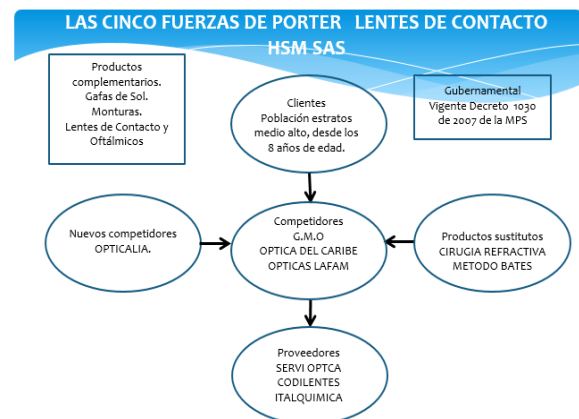 LAS CINCO FUERZAS DE PORTER LENTES DE CONTACTO
HSM SAS
Productos
complementarios.
Gafas de Sol.
Monturas.
Lentes de Contacto y
Oftálmicos
Clientes
Población estratos
medio alto, desde los
8 años de edad.
Gubernamental
Vigente Decreto 1030
de 2007 de la MPS
Nuevos competidores
OPTICALIA.
Competidores
G.M.O
OPTICA DEL CARIBE
OPTICAS LAFAM
Productos sustitutos
CIRUGIA REFRACTIVA
METODO BATES
Proveedores
SERVI OPTCA
CODILENTES
ITALQUIMICA